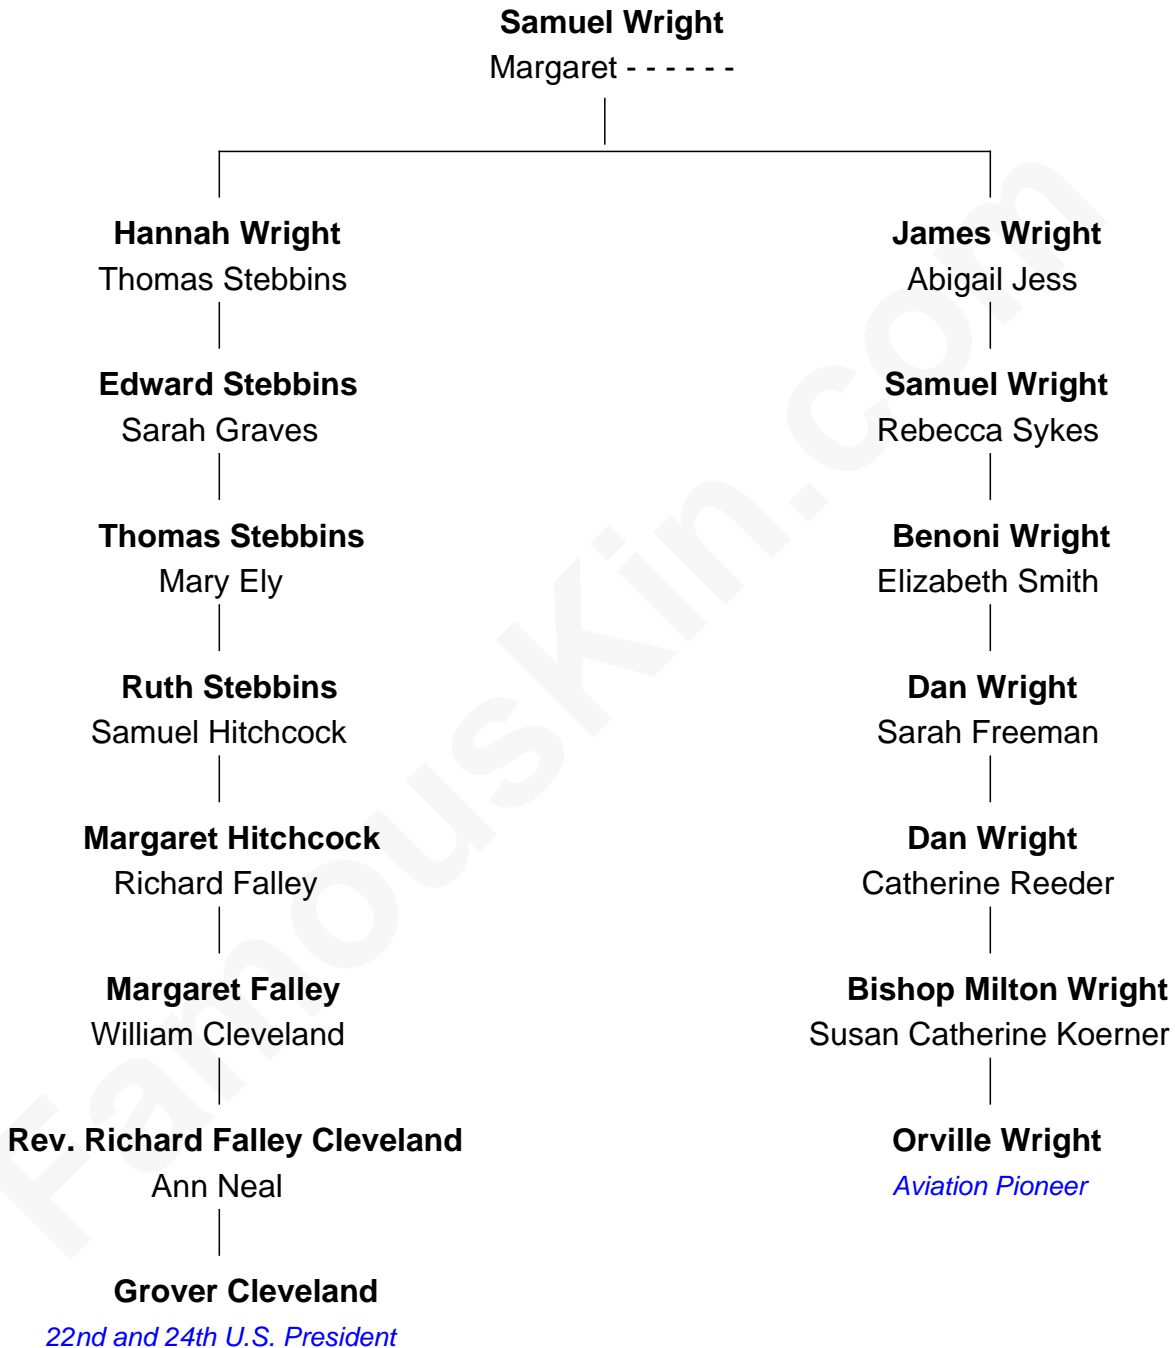 Samuel Wright
Margaret - - - - - -
Hannah Wright
Thomas Stebbins
James Wright
Abigail Jess
Edward Stebbins
Sarah Graves
Samuel Wright
Rebecca Sykes
Thomas Stebbins
Mary Ely
Benoni Wright
Elizabeth Smith
Ruth Stebbins
Samuel Hitchcock
Dan Wright
Sarah Freeman
Margaret Hitchcock
Richard Falley
Dan Wright
Catherine Reeder
Margaret Falley
William Cleveland
Bishop Milton Wright
Susan Catherine Koerner
Rev. Richard Falley Cleveland
Ann Neal
Orville Wright
Aviation Pioneer
Grover Cleveland
22nd and 24th U.S. President
FamousKin.com